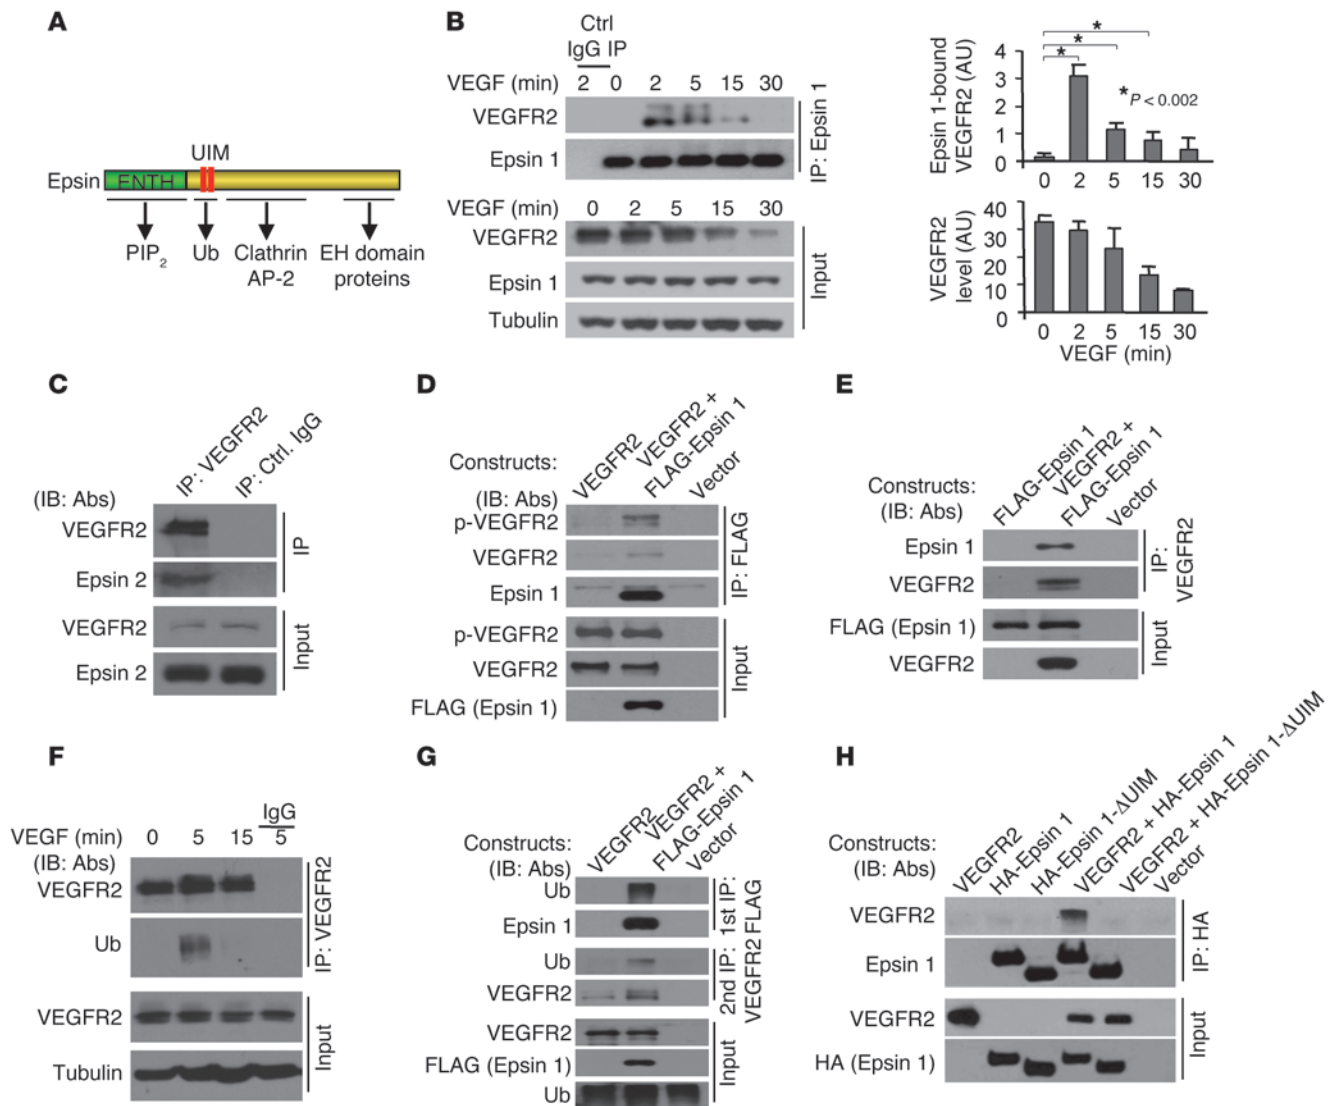 A
UIM
Epsin
ENTH
PIP2
Ub
Clathrin
AP-2
EH domain
proteins
B
Ctrl
IgG IP
VEGF (min) 2 0 2 5 15 30
VEGFR2
Epsin 1
IP: Epsin 1
VEGF (min) 0 2 5 15 30
VEGFR2
Epsin 1
Tubulin
Input
Epsin 1-bound
VEGFR2 (AU)
4
3
2
1
0
* * *
* P < 0.002
0 2 5 15 30
VEGFR2
level (AU)
40
30
20
10
0
0 2 5 15 30
VEGF (min)
C
IP: VEGFR2
IP: Ctrl. IgG
(IB: Abs)
VEGFR2
Epsin 2
IP
VEGFR2
Epsin 2
Input
D
Constructs:
(IB: Abs)
VEGFR2
VEGFR2 +
FLAG-Epsin 1
Vector
p-VEGFR2
VEGFR2
Epsin 1
IP: FLAG
p-VEGFR2
VEGFR2
FLAG (Epsin 1)
Input
E
Constructs:
(IB: Abs)
FLAG-Epsin 1
VEGFR2 +
FLAG-Epsin 1
Vector
Epsin 1
VEGFR2
IP:
VEGFR2
FLAG (Epsin 1)
VEGFR2
Input
F
IgG
VEGF (min) 0 5 15 5
(IB: Abs)
VEGFR2
Ub
IP: VEGFR2
VEGFR2
Tubulin
Input
G
Constructs:
(IB: Abs)
VEGFR2
VEGFR2 +
FLAG-Epsin 1
Vector
Ub
Epsin 1
1st IP:
FLAG
Ub
VEGFR2
2nd IP:
VEGFR2
VEGFR2
FLAG (Epsin 1)
Ub
Input
H
Constructs:
(IB: Abs)
VEGFR2
HA-Epsin 1
HA-Epsin 1-ΔUIM
VEGFR2 + HA-Epsin 1
VEGFR2 + HA-Epsin 1-ΔUIM
Vector
VEGFR2
Epsin 1
IP: HA
VEGFR2
HA (Epsin 1)
Input